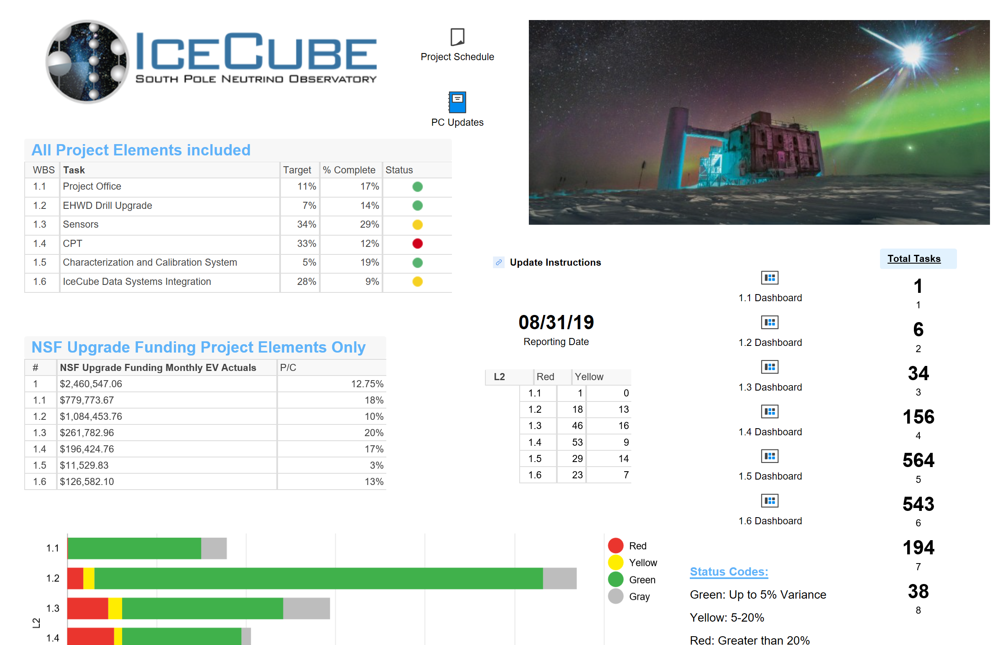 ICECUBE
SOUTH POLE NEUTRINO OBSERVATORY
Project Schedule
PC Updates
All Project Elements included
WBS Task Target % Complete Status
1.1 Project Office 11% 17%
1.2 EHWD Drill Upgrade 7% 14%
1.3 Sensors 34% 29%
1.4 CPT 33% 12%
1.5 Characterization and Calibration System 5% 19%
1.6 IceCube Data Systems Integration 28% 9%
NSF Upgrade Funding Project Elements Only
# NSF Upgrade Funding Monthly EV Actuals P/C
1 $2,460,547.06 12.75%
1.1 $779,773.67 18%
1.2 $1,084,453.76 10%
1.3 $261,782.96 20%
1.4 $196,424.76 17%
1.5 $11,529.83 3%
1.6 $126,582.10 13%
Update Instructions
08/31/19
Reporting Date
L2 Red Yellow
1.1 1 0
1.2 18 13
1.3 46 16
1.4 53 9
1.5 29 14
1.6 23 7
1.1 Dashboard
1.2 Dashboard
1.3 Dashboard
1.4 Dashboard
1.5 Dashboard
1.6 Dashboard
Total Tasks
1
1
6
2
34
3
156
4
564
5
543
6
194
7
38
8
L2
1.1
1.2
1.3
1.4
Red
Yellow
Green
Gray
Status Codes:
Green: Up to 5% Variance
Yellow: 5-20%
Red: Greater than 20%